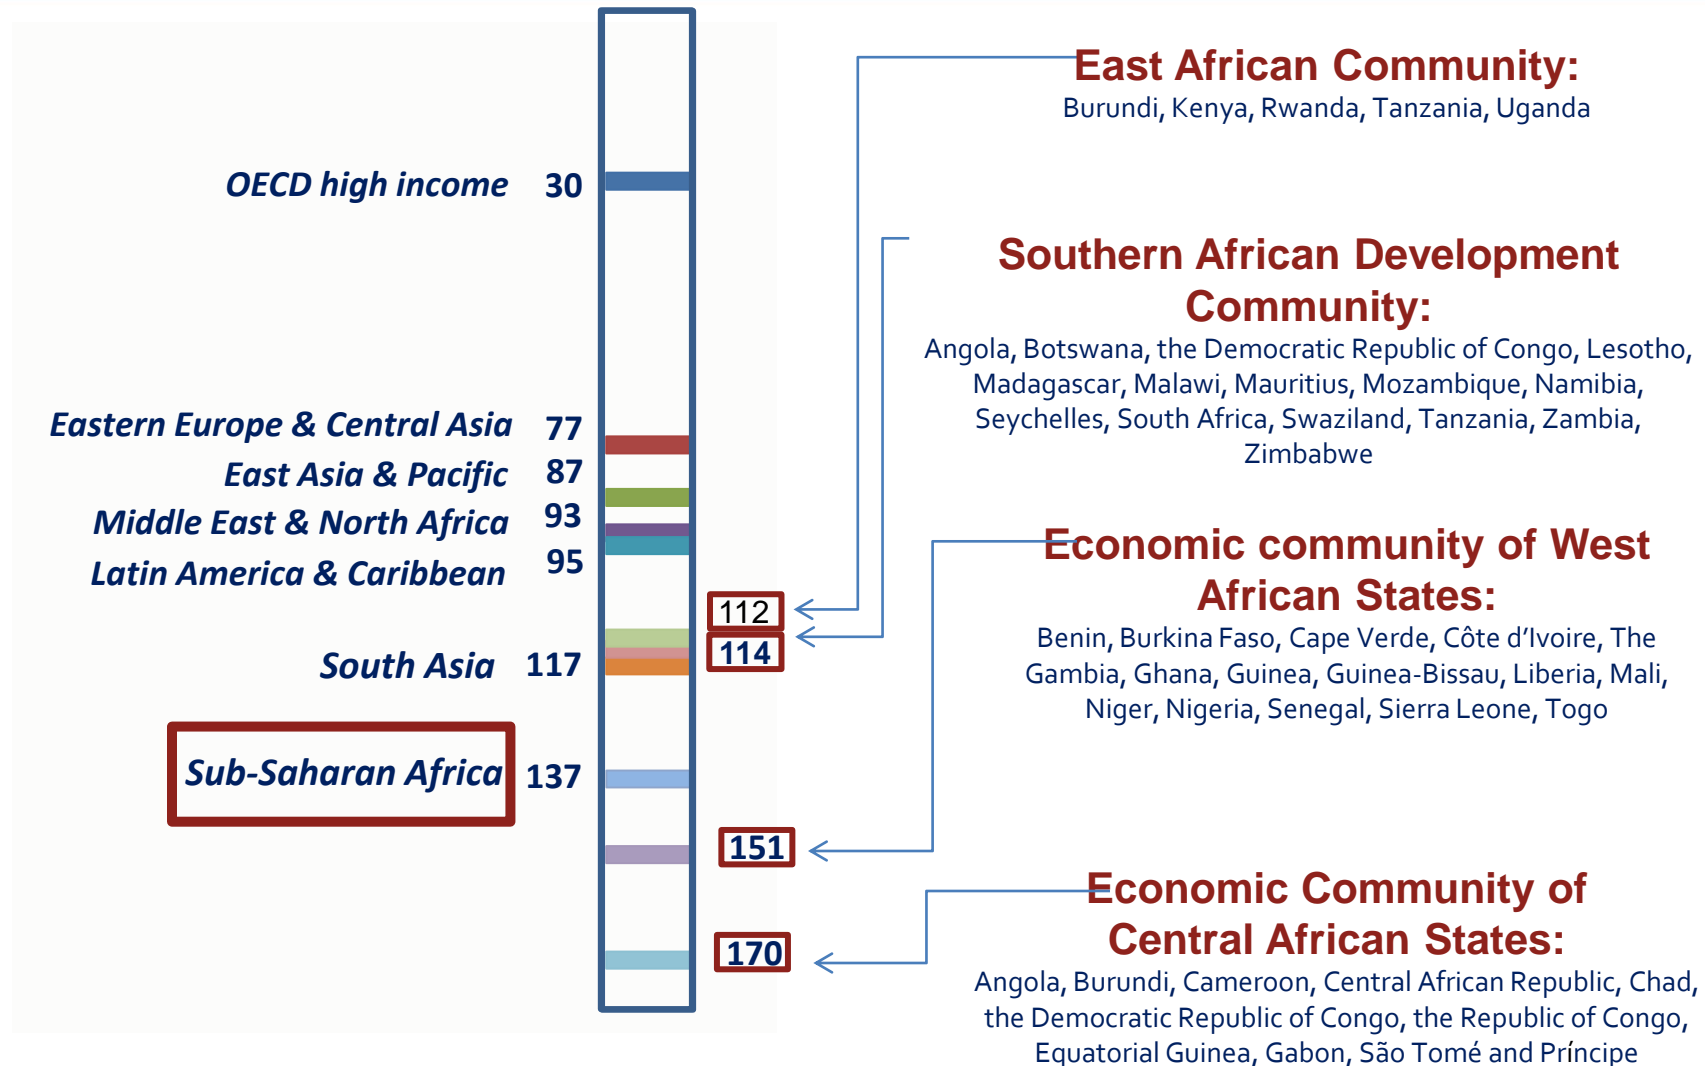 OECD high income 30
Eastern Europe & Central Asia 77
East Asia & Pacific 87
Middle East & North Africa 93
Latin America & Caribbean 95
South Asia 117
Sub-Saharan Africa 137
112
114
151
170
East African Community:
Burundi, Kenya, Rwanda, Tanzania, Uganda
Southern African Development
Community:
Angola, Botswana, the Democratic Republic of Congo, Lesotho,
Madagascar, Malawi, Mauritius, Mozambique, Namibia,
Seychelles, South Africa, Swaziland, Tanzania, Zambia,
Zimbabwe
Economic community of West
African States:
Benin, Burkina Faso, Cape Verde, Côte d’Ivoire, The
Gambia, Ghana, Guinea, Guinea-Bissau, Liberia, Mali,
Niger, Nigeria, Senegal, Sierra Leone, Togo
Economic Community of
Central African States:
Angola, Burundi, Cameroon, Central African Republic, Chad,
the Democratic Republic of Congo, the Republic of Congo,
Equatorial Guinea, Gabon, São Tomé and Príncipe